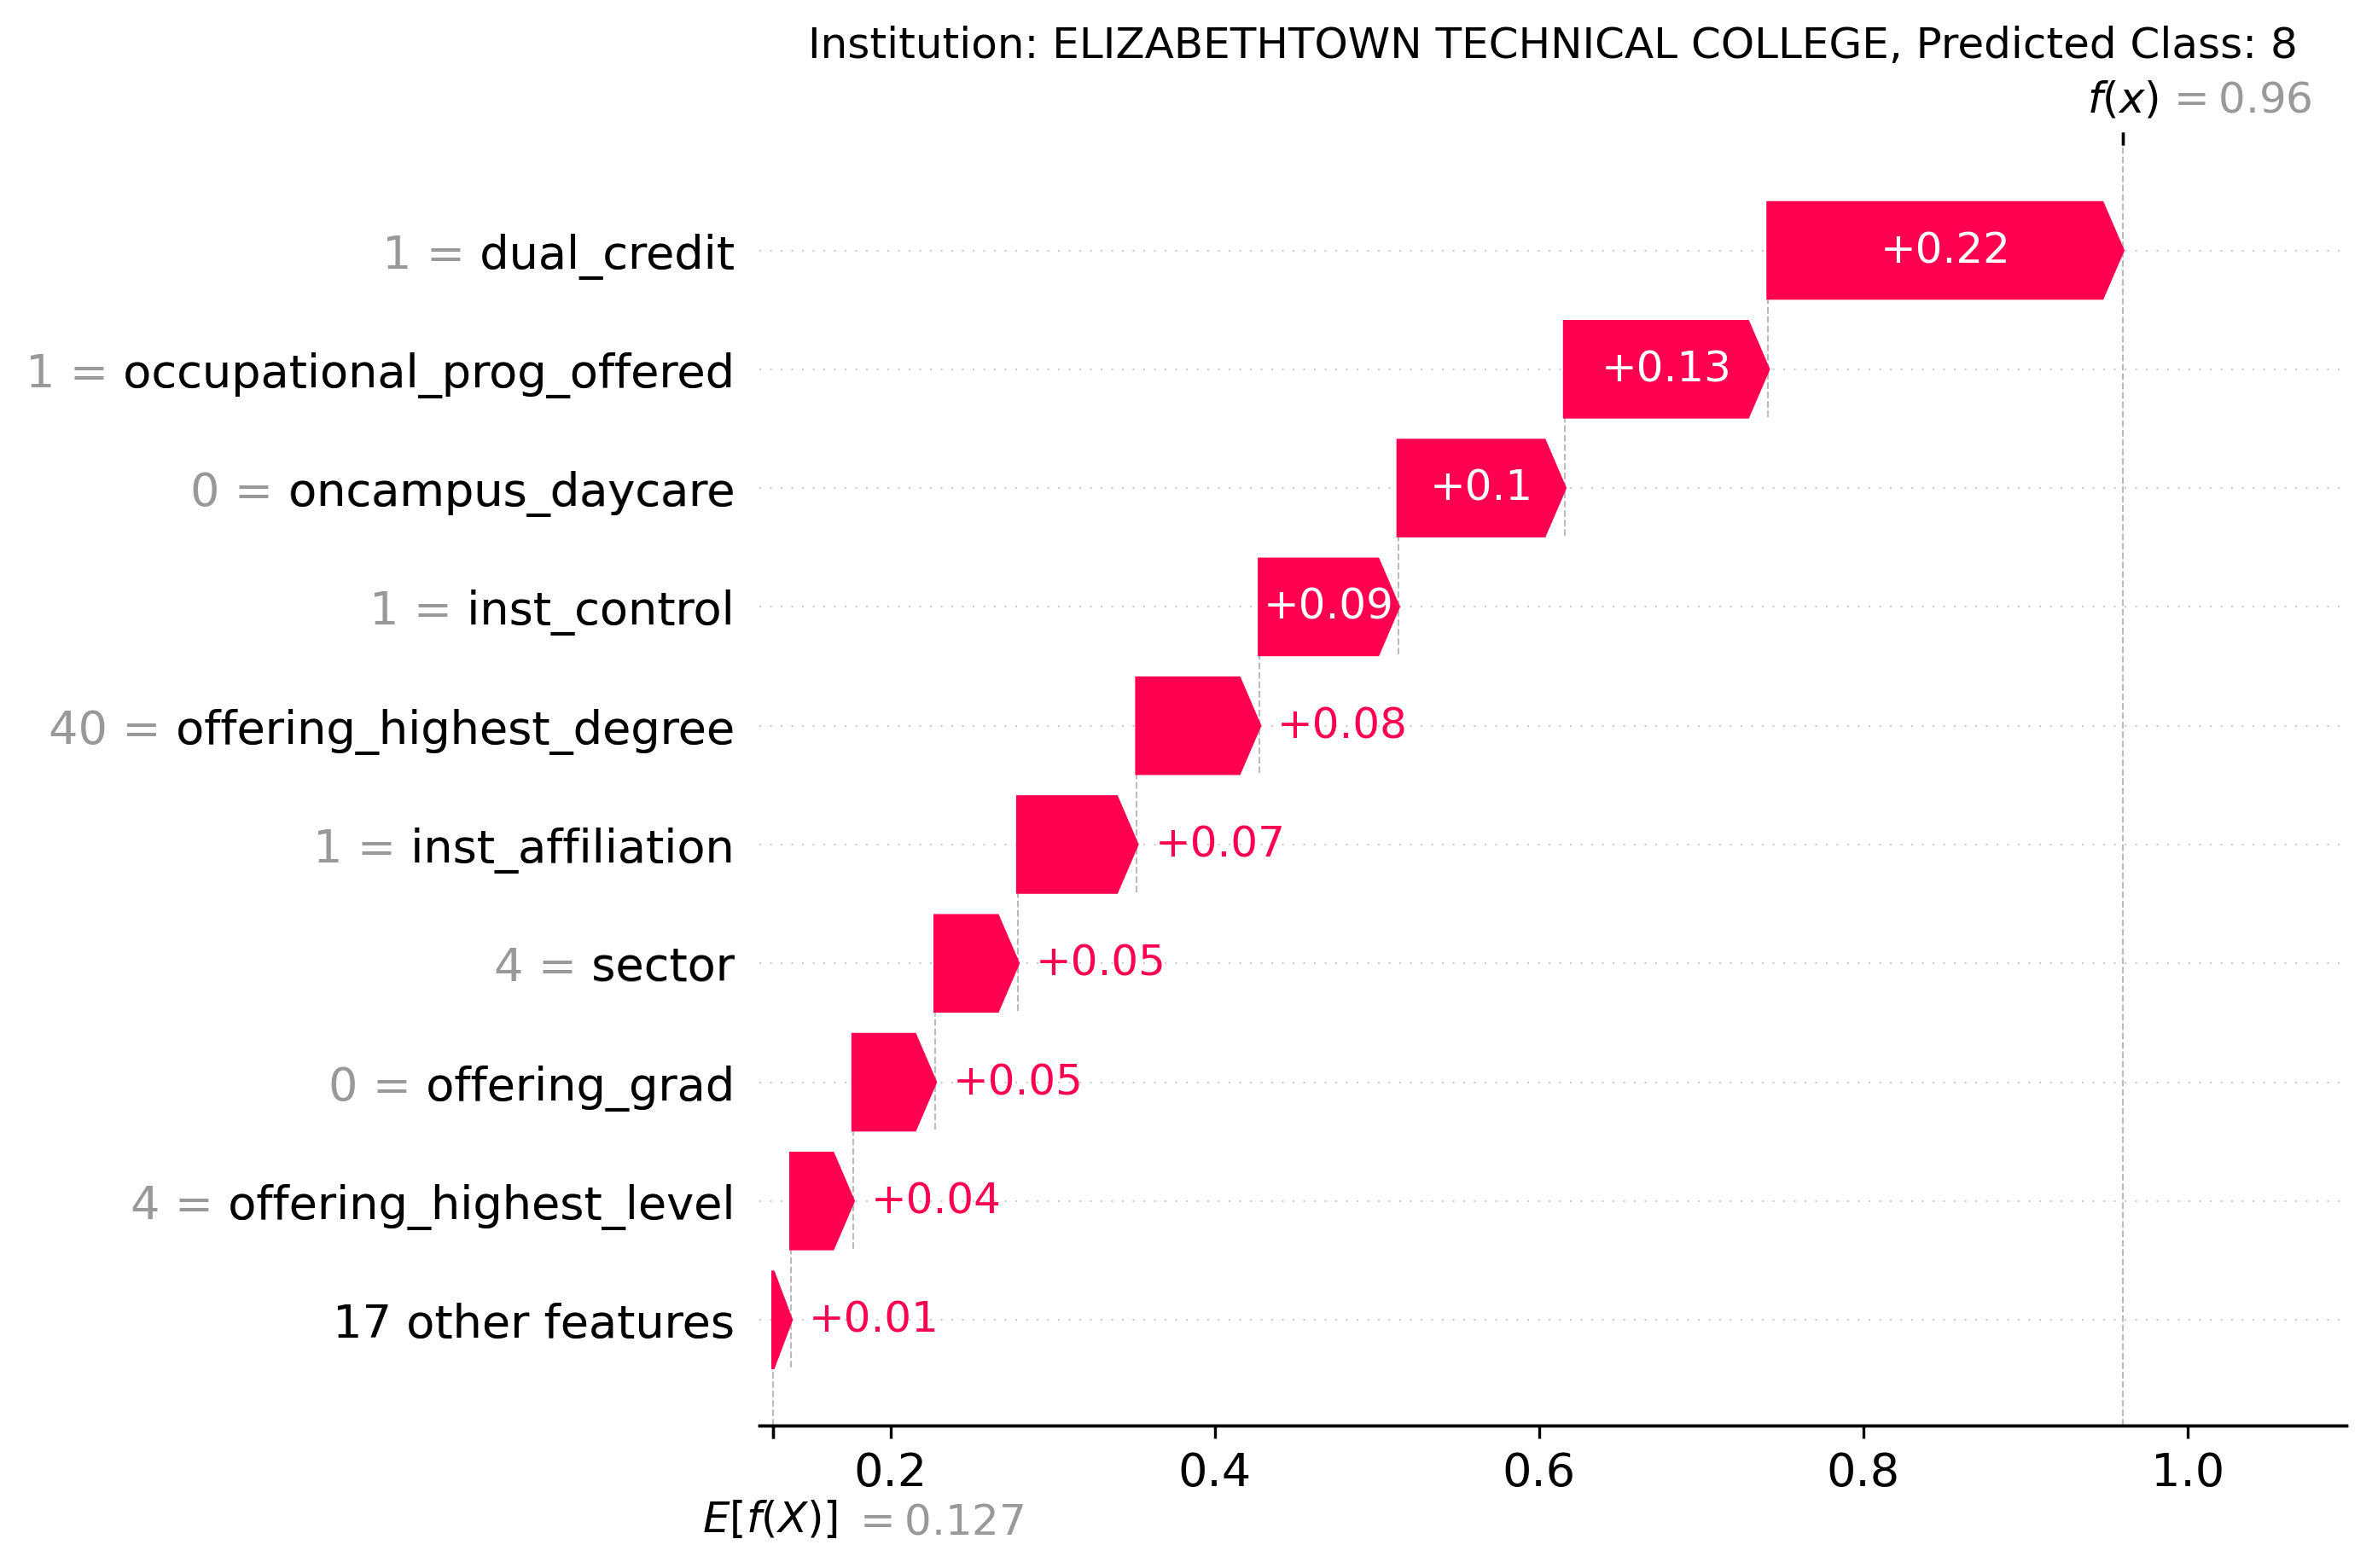 Institution: ELIZABETHTOWN TECHNICAL COLLEGE, Predicted Class: 8
f(x) = 0.96
1 = dual_credit +0.22
1 = occupational_prog_offered +0.13
0 = oncampus_daycare +0.1
1 = inst_control +0.09
40 = offering_highest_degree +0.08
1 = inst_affiliation +0.07
4 = sector +0.05
0 = offering_grad +0.05
4 = offering_highest_level +0.04
17 other features +0.01
0.2 0.4 0.6 0.8 1.0
E[f(X)] = 0.127